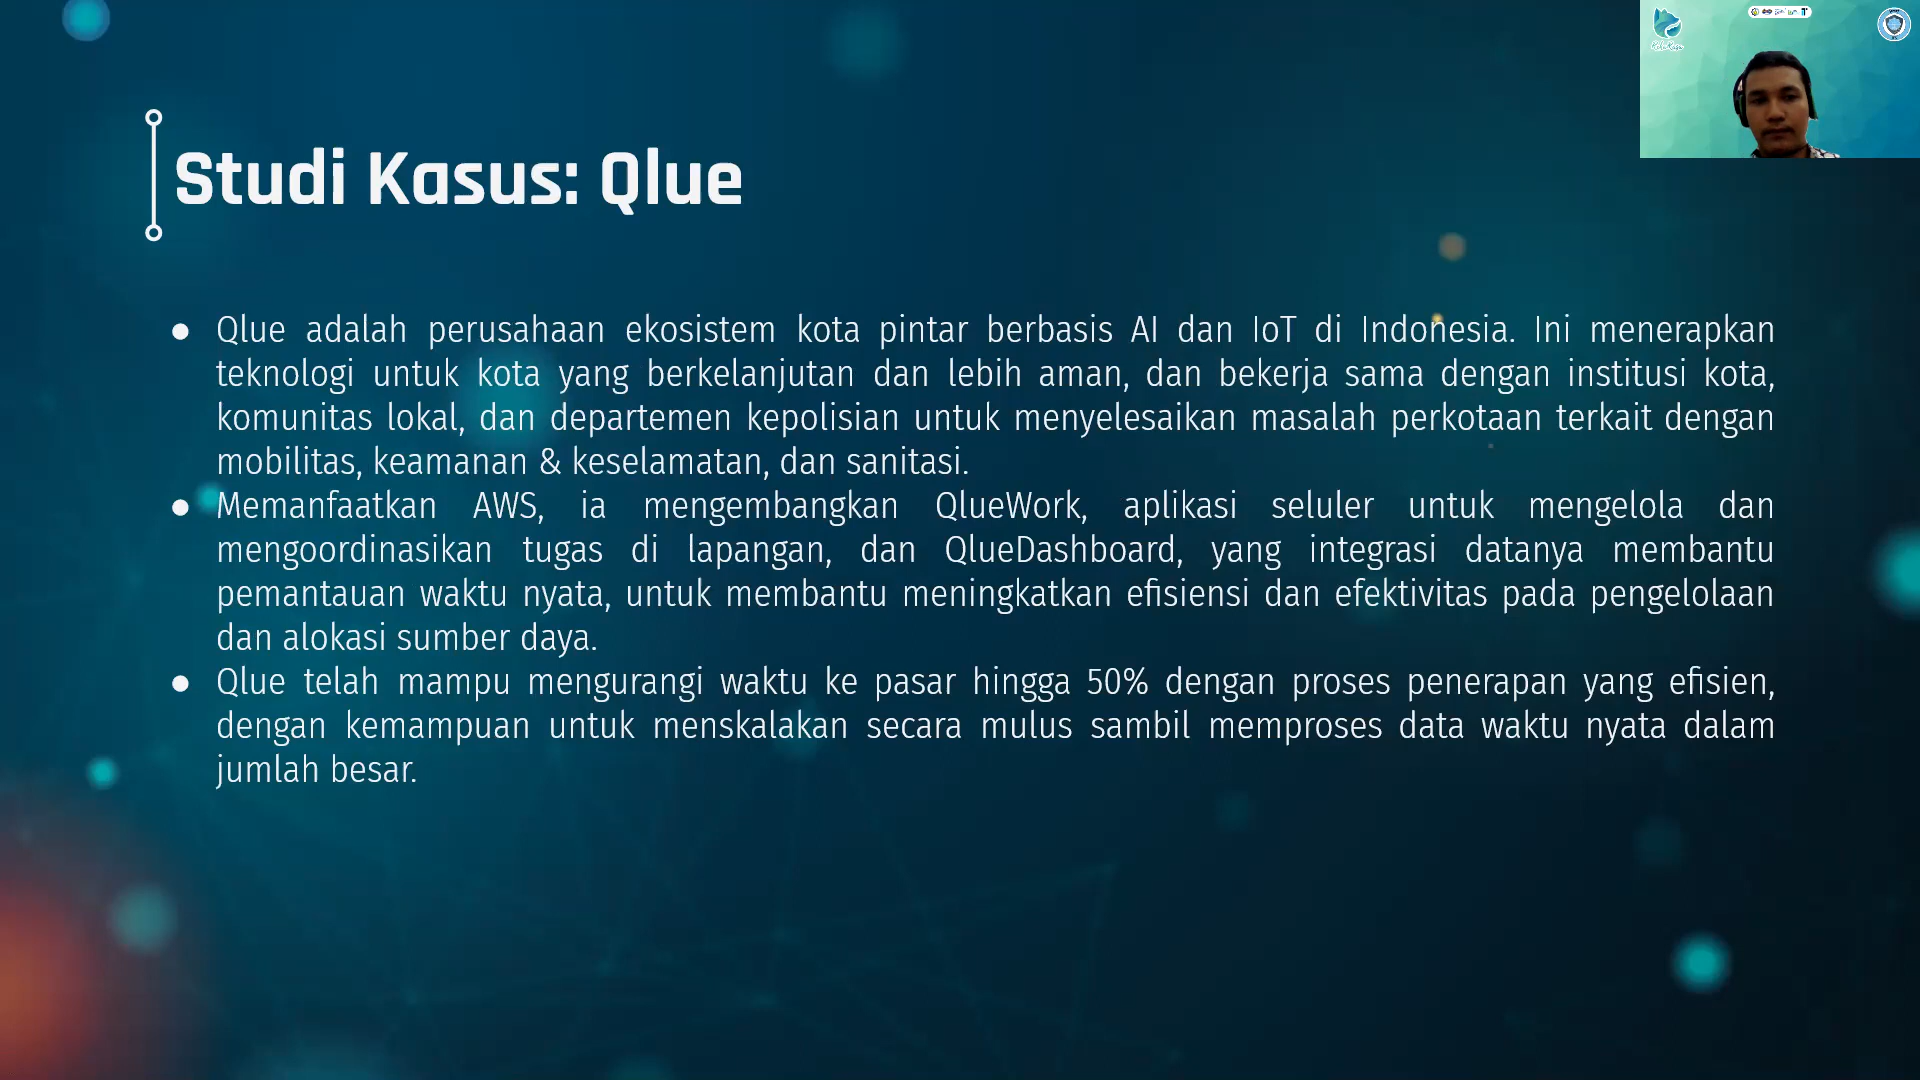 Studi Kasus: Qlue
● Qlue adalah perusahaan ekosistem kota pintar berbasis AI dan IoT di Indonesia. Ini menerapkan
teknologi untuk kota yang berkelanjutan dan lebih aman, dan bekerja sama dengan institusi kota,
komunitas lokal, dan departemen kepolisian untuk menyelesaikan masalah perkotaan terkait dengan
mobilitas, keamanan & keselamatan, dan sanitasi.
● Memanfaatkan AWS, ia mengembangkan QlueWork, aplikasi seluler untuk mengelola dan
mengoordinasikan tugas di lapangan, dan QlueDashboard, yang integrasi datanya membantu
pemantauan waktu nyata, untuk membantu meningkatkan efisiensi dan efektivitas pada pengelolaan
dan alokasi sumber daya.
● Qlue telah mampu mengurangi waktu ke pasar hingga 50% dengan proses penerapan yang efisien,
dengan kemampuan untuk menskalakan secara mulus sambil memproses data waktu nyata dalam
jumlah besar.